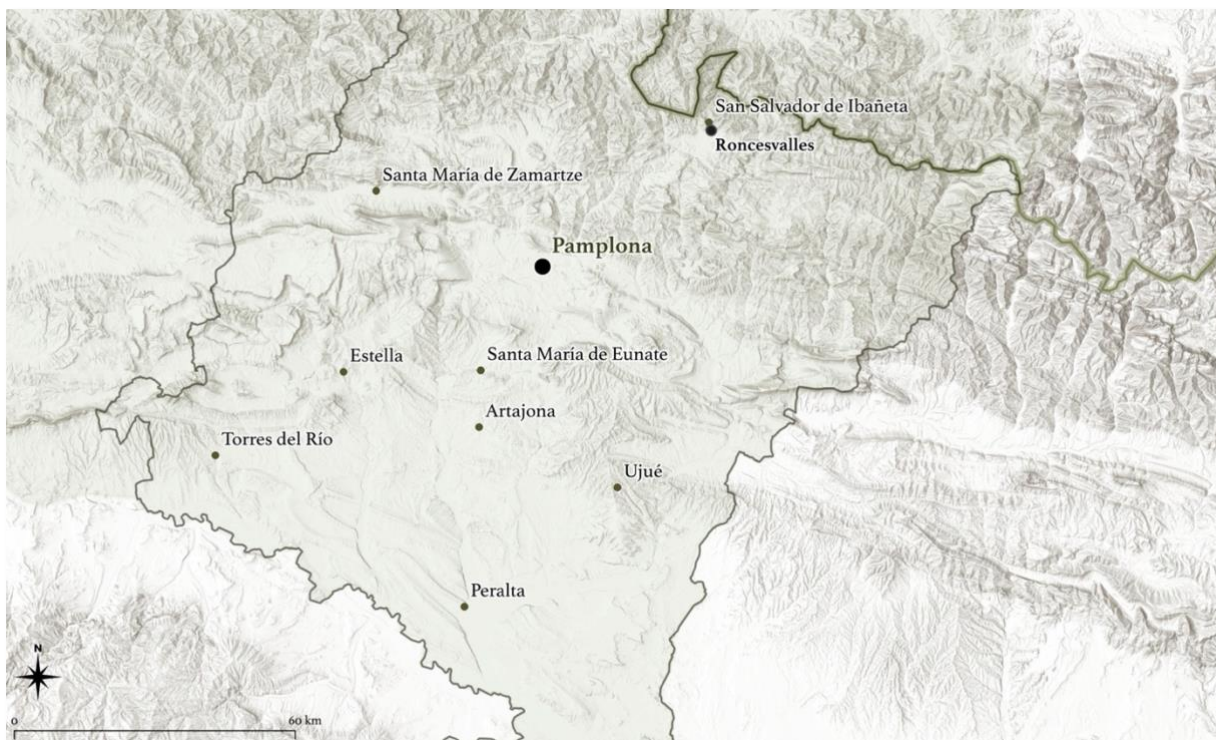 San Salvador de Ibañeta
Roncesvalles
Santa María de Zamartze
Pamplona
Estella
Santa María de Eunate
Artajona
Torres del Río
Ujué
Peralta
N
0
60 km